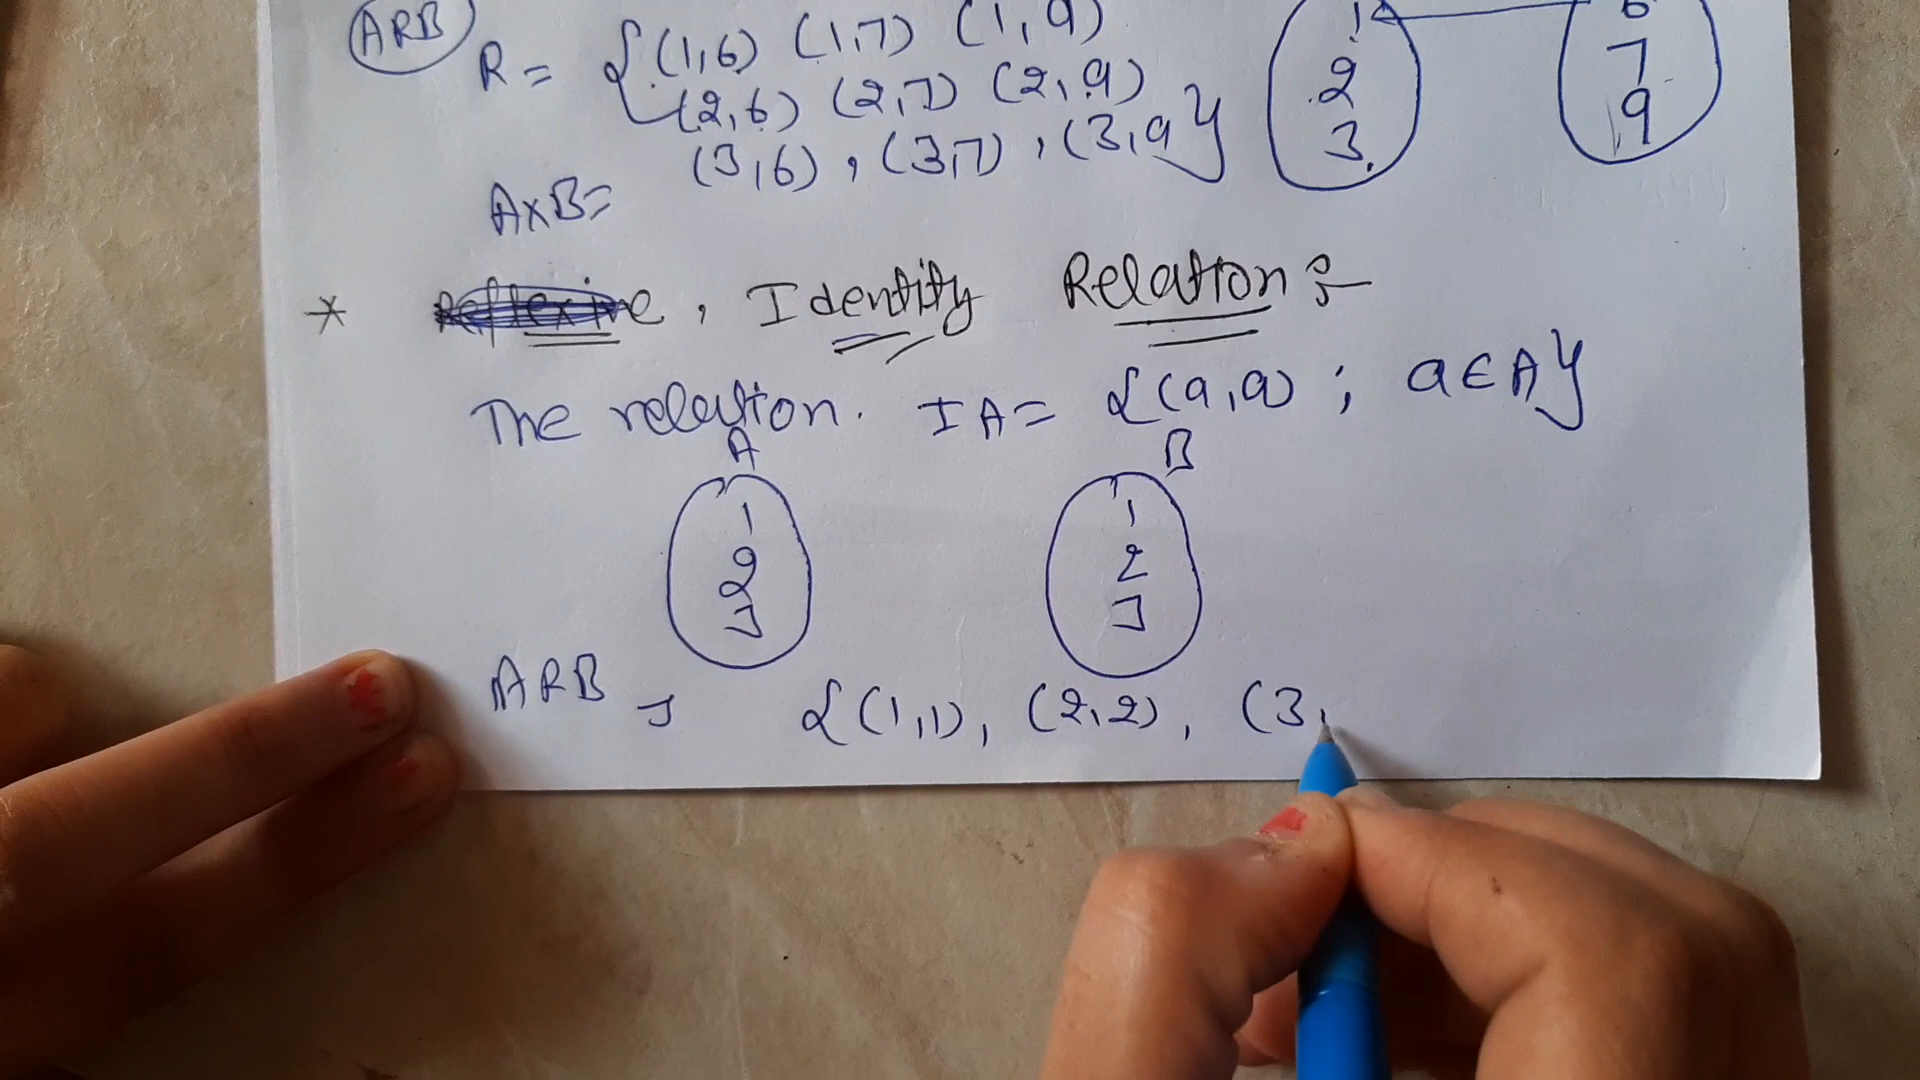 ARB
R = {(1,6) (1,7) (1,9)
(2,6) (2,7) (2,9)
(3,6), (3,7), (3,9}
1 6
2 7
3 9
AxB=
* Reflexive, Identity Relation :-
The relation. IA = {(a,a) ; a∈A}
A B
1 1
2 2
3 3
ARB → {(1,1), (2,2), (3,